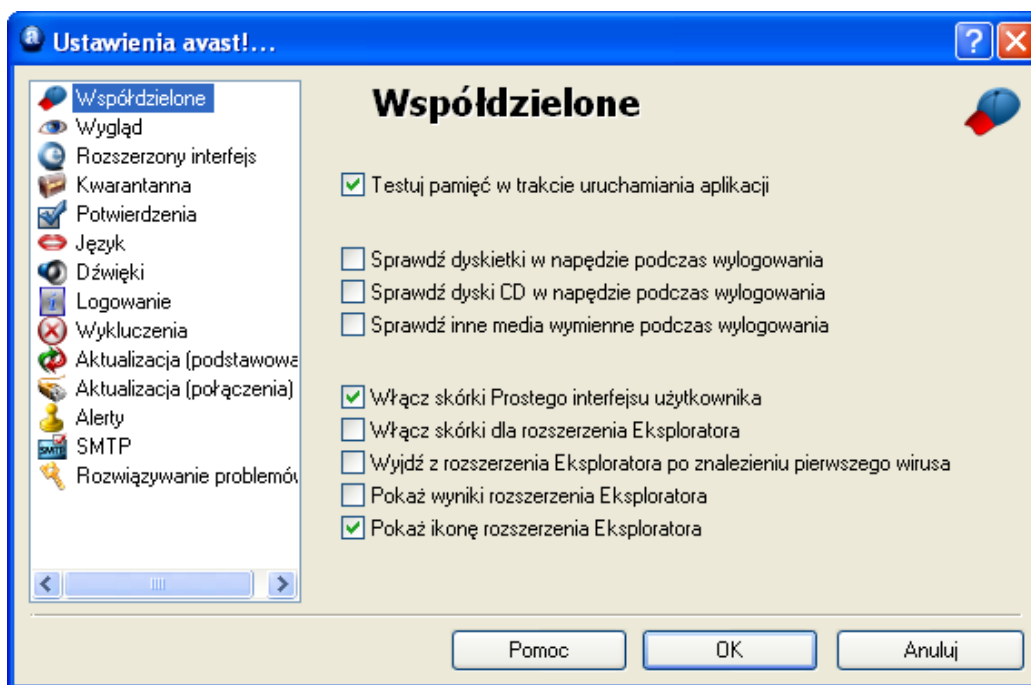 Ustawienia avast!...
Współdzielone
Wygląd
Rozszerzony interfejs
Kwarantanna
Potwierdzenia
Język
Dźwięki
Logowanie
Wykluczenia
Aktualizacja (podstawowa
Aktualizacja (połączenia)
Alerty
SMTP
Rozwiązywanie problemów
Współdzielone
Testuj pamięć w trakcie uruchamiania aplikacji
Sprawdź dyskietki w napędzie podczas wylogowania
Sprawdź dyski CD w napędzie podczas wylogowania
Sprawdź inne media wymienne podczas wylogowania
Włącz skórki Prostego interfejsu użytkownika
Włącz skórki dla rozszerzenia Eksploratora
Wyjdź z rozszerzenia Eksploratora po znalezieniu pierwszego wirusa
Pokaż wyniki rozszerzenia Eksploratora
Pokaż ikonę rozszerzenia Eksploratora
Pomoc
OK
Anuluj